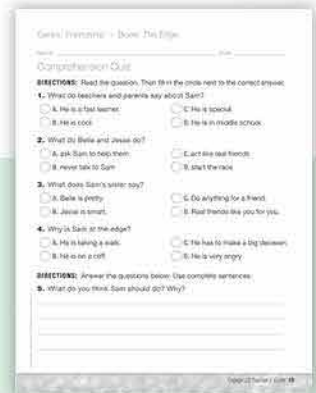 Comprehension Quiz
DIRECTIONS: Read the question. Then fill in the circle next to the correct answer.
1. What do teachers and parents say about Sam?
A. He is a fast learner. C. He is special.
B. He is cool. D. He is in middle school.
2. What do Belle and Jesse do?
A. ask Sam to help them C. act like real friends
B. never talk to Sam D. start the race
3. What does Sam's sister say?
A. Belle is pretty. C. Do anything for a friend.
B. Jesse is smart. D. Real friends like you for you.
4. Why is Sam at the edge?
A. He is taking a walk. C. He has to make a big decision.
B. He is on a cliff. D. He is very angry.
DIRECTIONS: Answer the questions below. Use complete sentences.
5. What do you think Sam should do? Why?